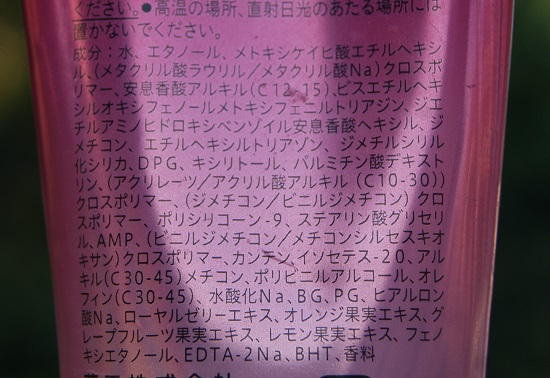 ください。●高温の場所、直射日光のあたる場所には
置かないでください。
成分：水、エタノール、メトキシケイヒ酸エチルヘキシ
ル、(メタクリル酸ラウリル／メタクリル酸Na)クロスポ
リマー、安息香酸アルキル(C12-15)、ビスエチルヘキ
シルオキシフェノールメトキシフェニルトリアジン、ジエ
チルアミノヒドロキシベンゾイル安息香酸ヘキシル、ジ
メチコン、エチルヘキシルトリアゾン、ジメチルシリル
化シリカ、DPG、キシリトール、パルミチン酸デキスト
リン、(アクリレーツ／アクリル酸アルキル(C10-30))
クロスポリマー、(ジメチコン／ビニルジメチコン)クロ
スポリマー、ポリシリコーン-9、ステアリン酸グリセリ
ル、AMP、(ビニルジメチコン／メチコンシルセスキオ
キサン)クロスポリマー、カンテン、イソセテス-20、アル
キル(C30-45)メチコン、ポリビニルアルコール、オレ
フィン(C30-45)、水酸化Na、BG、PG、ヒアルロン
酸Na、ローヤルゼリーエキス、オレンジ果実エキス、グ
レープフルーツ果実エキス、レモン果実エキス、フェノ
キシエタノール、EDTA-2Na、BHT、香料